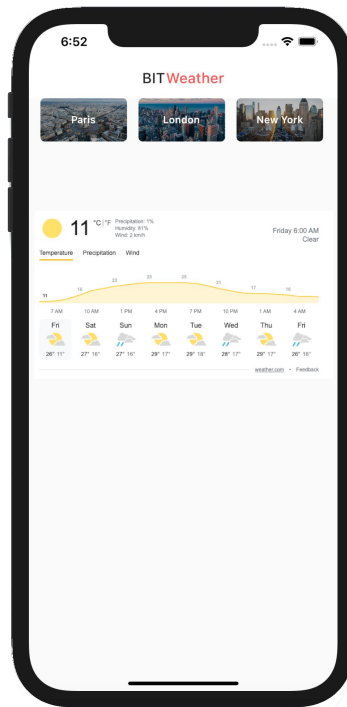 6:52
BITWeather
Paris London New York
11 °C | °F
Precipitation: 1%
Humidity: 81%
Wind: 2 km/h
Friday 6:00 AM
Clear
Temperature Precipitation Wind
11 16 22 25 25 21 17 15
7 AM 10 AM 1 PM 4 PM 7 PM 10 PM 1 AM 4 AM
Fri Sat Sun Mon Tue Wed Thu Fri
26° 11° 27° 16° 27° 16° 29° 17° 29° 18° 28° 17° 29° 17° 26° 16°
weather.com • Feedback